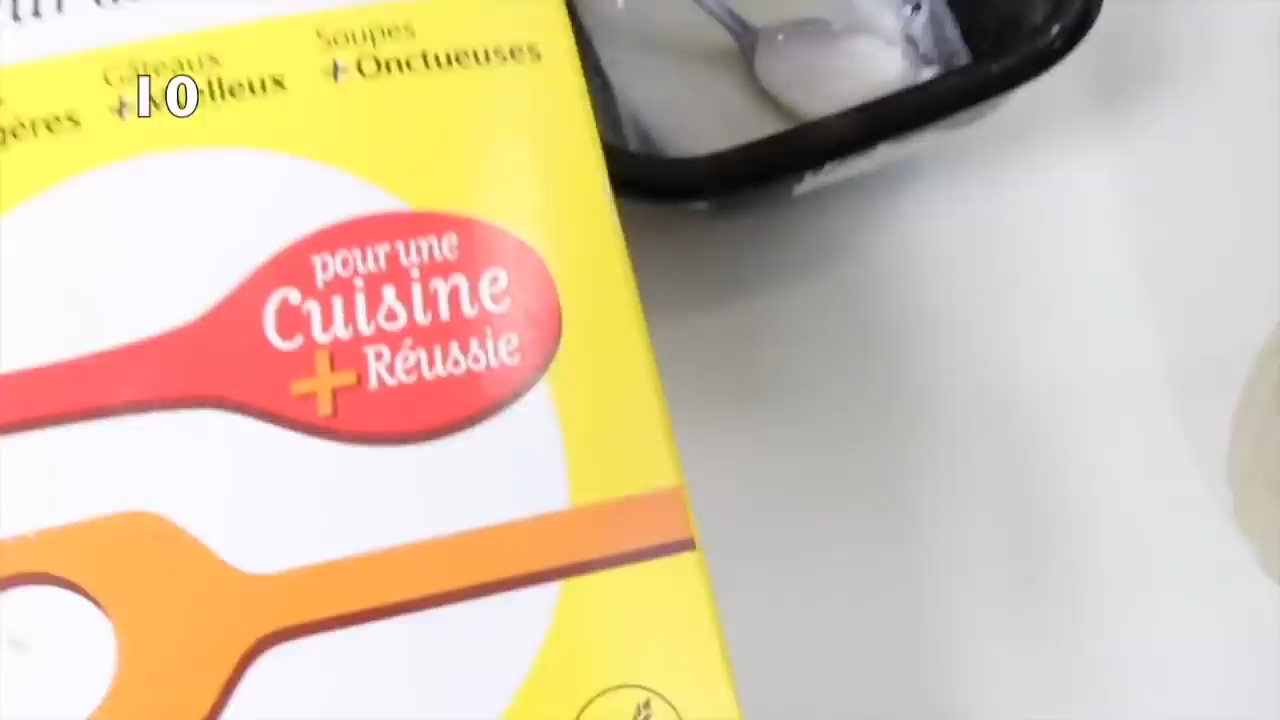 Gâteaux
Soupes
+Onctueuses
10
pour une
Cuisine
+ Réussie